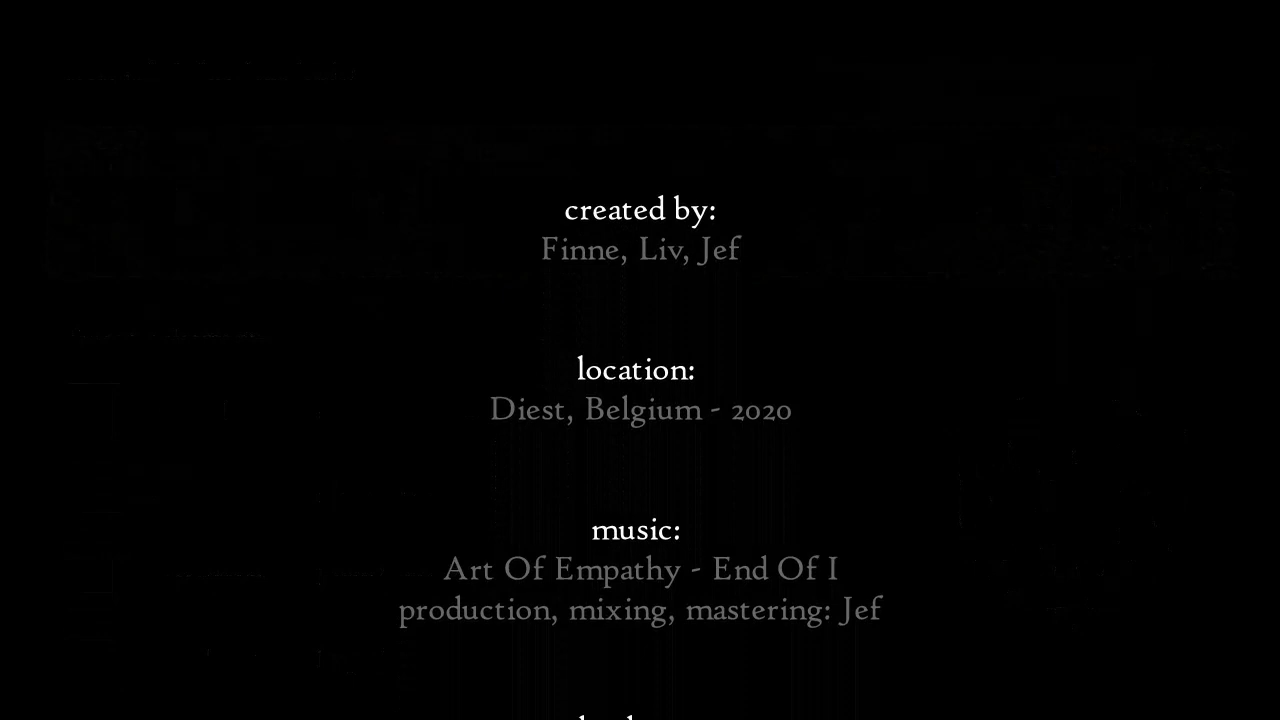 created by:
Finne, Liv, Jef
location:
Diest, Belgium - 2020
music:
Art Of Empathy - End Of I
production, mixing, mastering: Jef